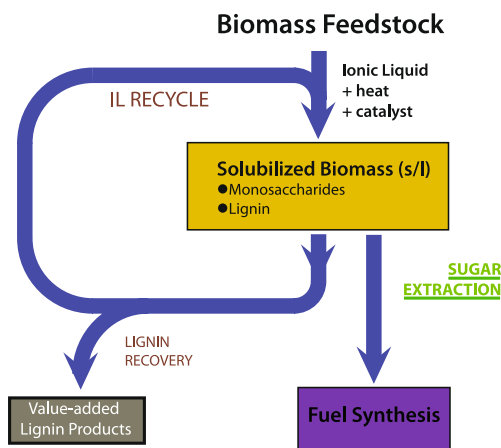 Biomass Feedstock
Ionic Liquid
+ heat
+ catalyst
IL RECYCLE
Solubilized Biomass (s/l)
●Monosaccharides
●Lignin
SUGAR
EXTRACTION
LIGNIN
RECOVERY
Value-added
Lignin Products
Fuel Synthesis